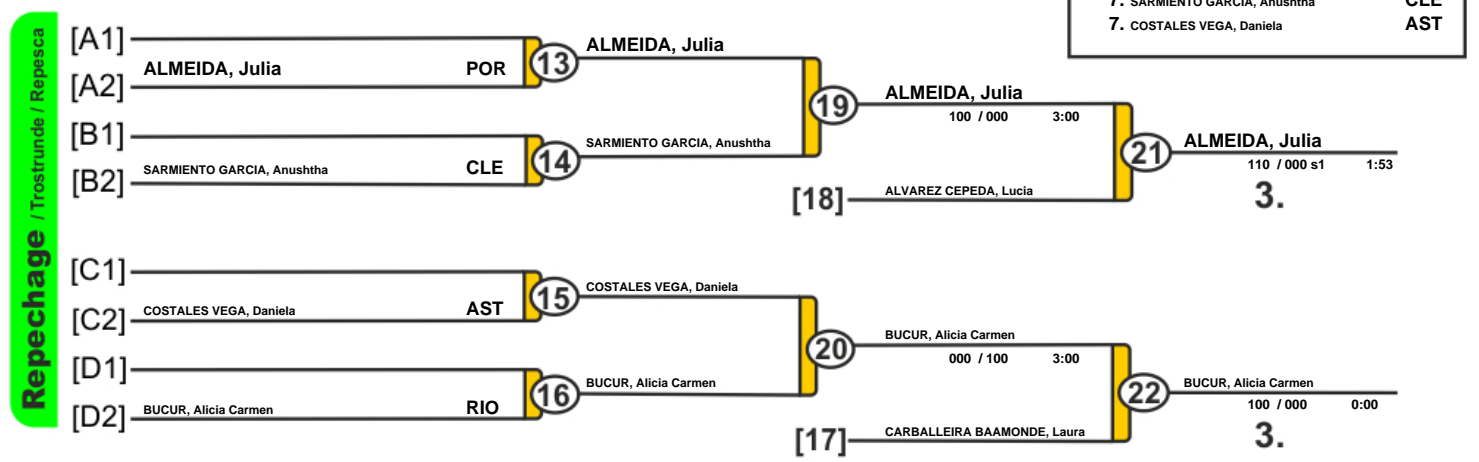 7. SARMIENTO GARCIA, Anushtha CLE
7. COSTALES VEGA, Daniela AST
Repechage / Trostrunde / Repesca
[A1]
ALMEIDA, Julia POR
[A2]
13
ALMEIDA, Julia
[B1]
SARMIENTO GARCIA, Anushtha CLE
[B2]
14
SARMIENTO GARCIA, Anushtha
19
ALMEIDA, Julia
100 / 000 3:00
[18]
ALVAREZ CEPEDA, Lucia
21
ALMEIDA, Julia
110 / 000 s1 1:53
3.
[C1]
COSTALES VEGA, Daniela AST
[C2]
15
COSTALES VEGA, Daniela
[D1]
BUCUR, Alicia Carmen RIO
[D2]
16
BUCUR, Alicia Carmen
20
BUCUR, Alicia Carmen
000 / 100 3:00
[17]
CARBALLEIRA BAAMONDE, Laura
22
BUCUR, Alicia Carmen
100 / 000 0:00
3.